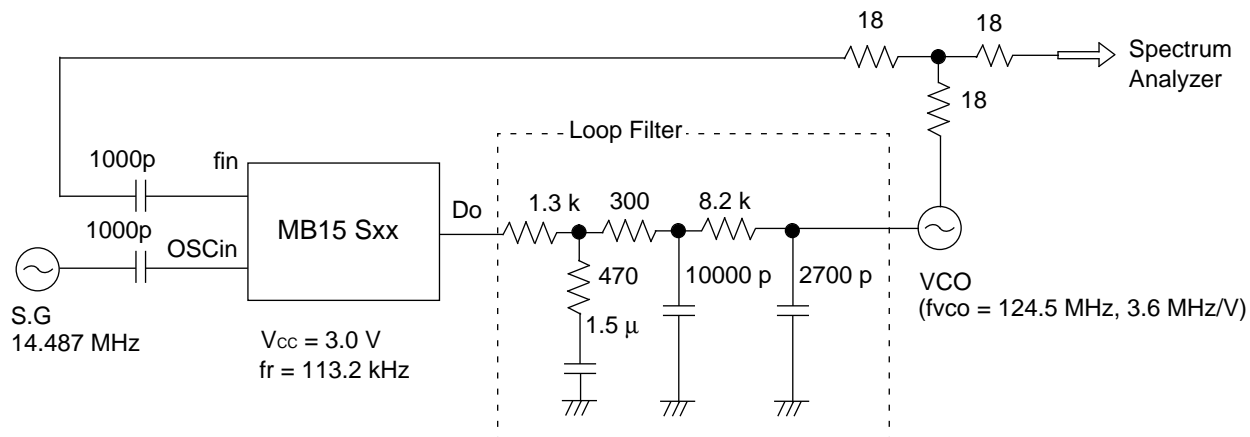 18
18
Spectrum
Analyzer
18
Loop Filter
1000p
fin
1000p
OSCin
MB15 Sxx
Do
1.3 k
300
8.2 k
470
10000 p
2700 p
1.5 μ
S.G
14.487 MHz
Vcc = 3.0 V
fr = 113.2 kHz
VCO
(fvco = 124.5 MHz, 3.6 MHz/V)